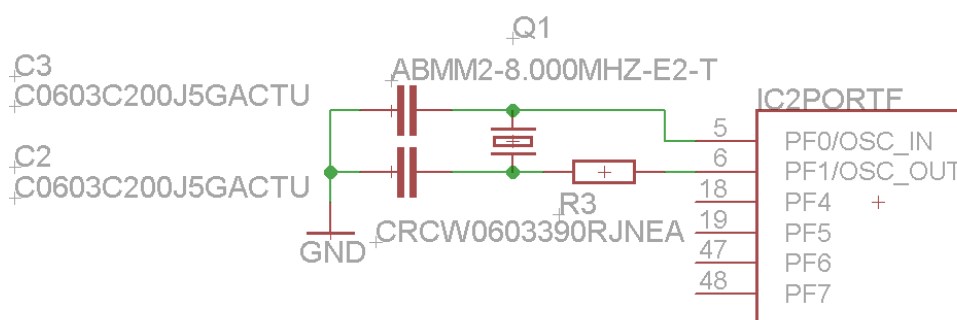 Q1
C3
ABMM2-8.000MHZ-E2-T
C0603C200J5GACTU
IC2PORTF
5
PF0/OSC_IN
C2
6
PF1/OSC_OUT
C0603C200J5GACTU
18
PF4
R3
19
PF5
CRCW0603390RJNEA
GND
47
PF6
48
PF7